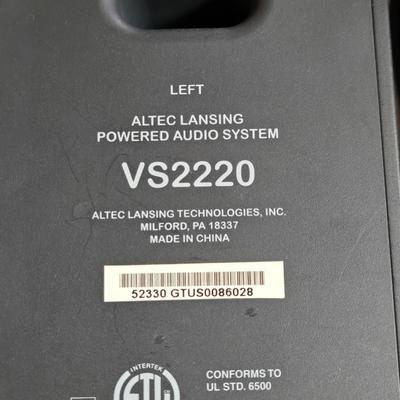 LEFT
ALTEC LANSING
POWERED AUDIO SYSTEM
VS2220
ALTEC LANSING TECHNOLOGIES, INC.
MILFORD, PA 18337
MADE IN CHINA
52330 GTUS0086028
INTERTEK
CONFORMS TO
UL STD. 6500